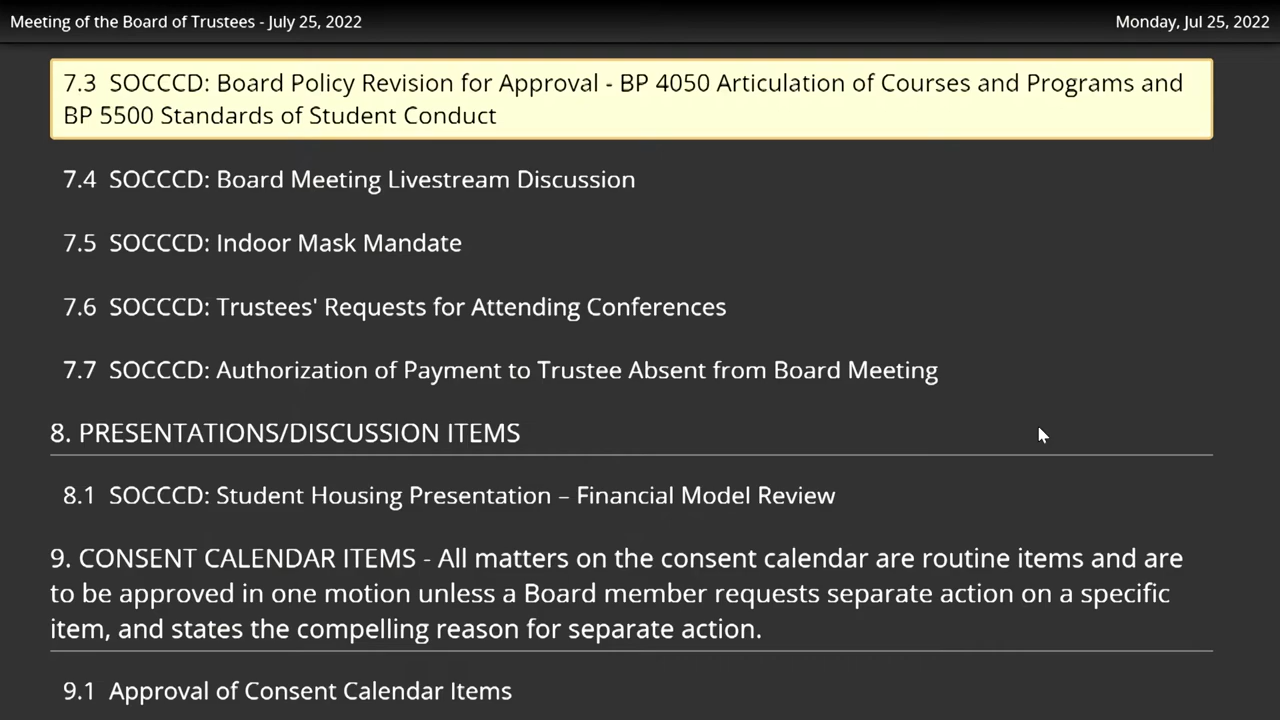 Meeting of the Board of Trustees - July 25, 2022
Monday, Jul 25, 2022
7.3 SOCCCD: Board Policy Revision for Approval - BP 4050 Articulation of Courses and Programs and
BP 5500 Standards of Student Conduct
7.4 SOCCCD: Board Meeting Livestream Discussion
7.5 SOCCCD: Indoor Mask Mandate
7.6 SOCCCD: Trustees' Requests for Attending Conferences
7.7 SOCCCD: Authorization of Payment to Trustee Absent from Board Meeting
8. PRESENTATIONS/DISCUSSION ITEMS
8.1 SOCCCD: Student Housing Presentation – Financial Model Review
9. CONSENT CALENDAR ITEMS - All matters on the consent calendar are routine items and are
to be approved in one motion unless a Board member requests separate action on a specific
item, and states the compelling reason for separate action.
9.1 Approval of Consent Calendar Items